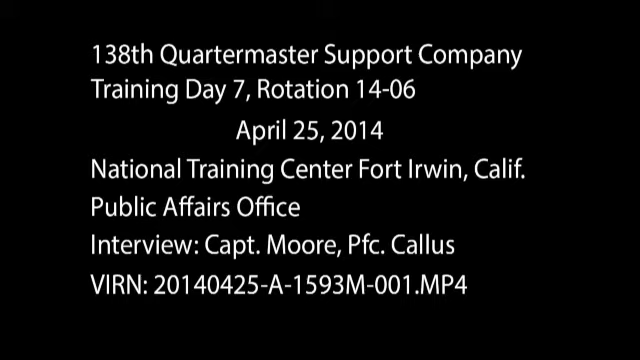 138th Quartermaster Support Company
Training Day 7, Rotation 14-06
April 25, 2014
National Training Center Fort Irwin, Calif.
Public Affairs Office
Interview: Capt. Moore, Pfc. Callus
VIRN: 20140425-A-1593M-001.MP4